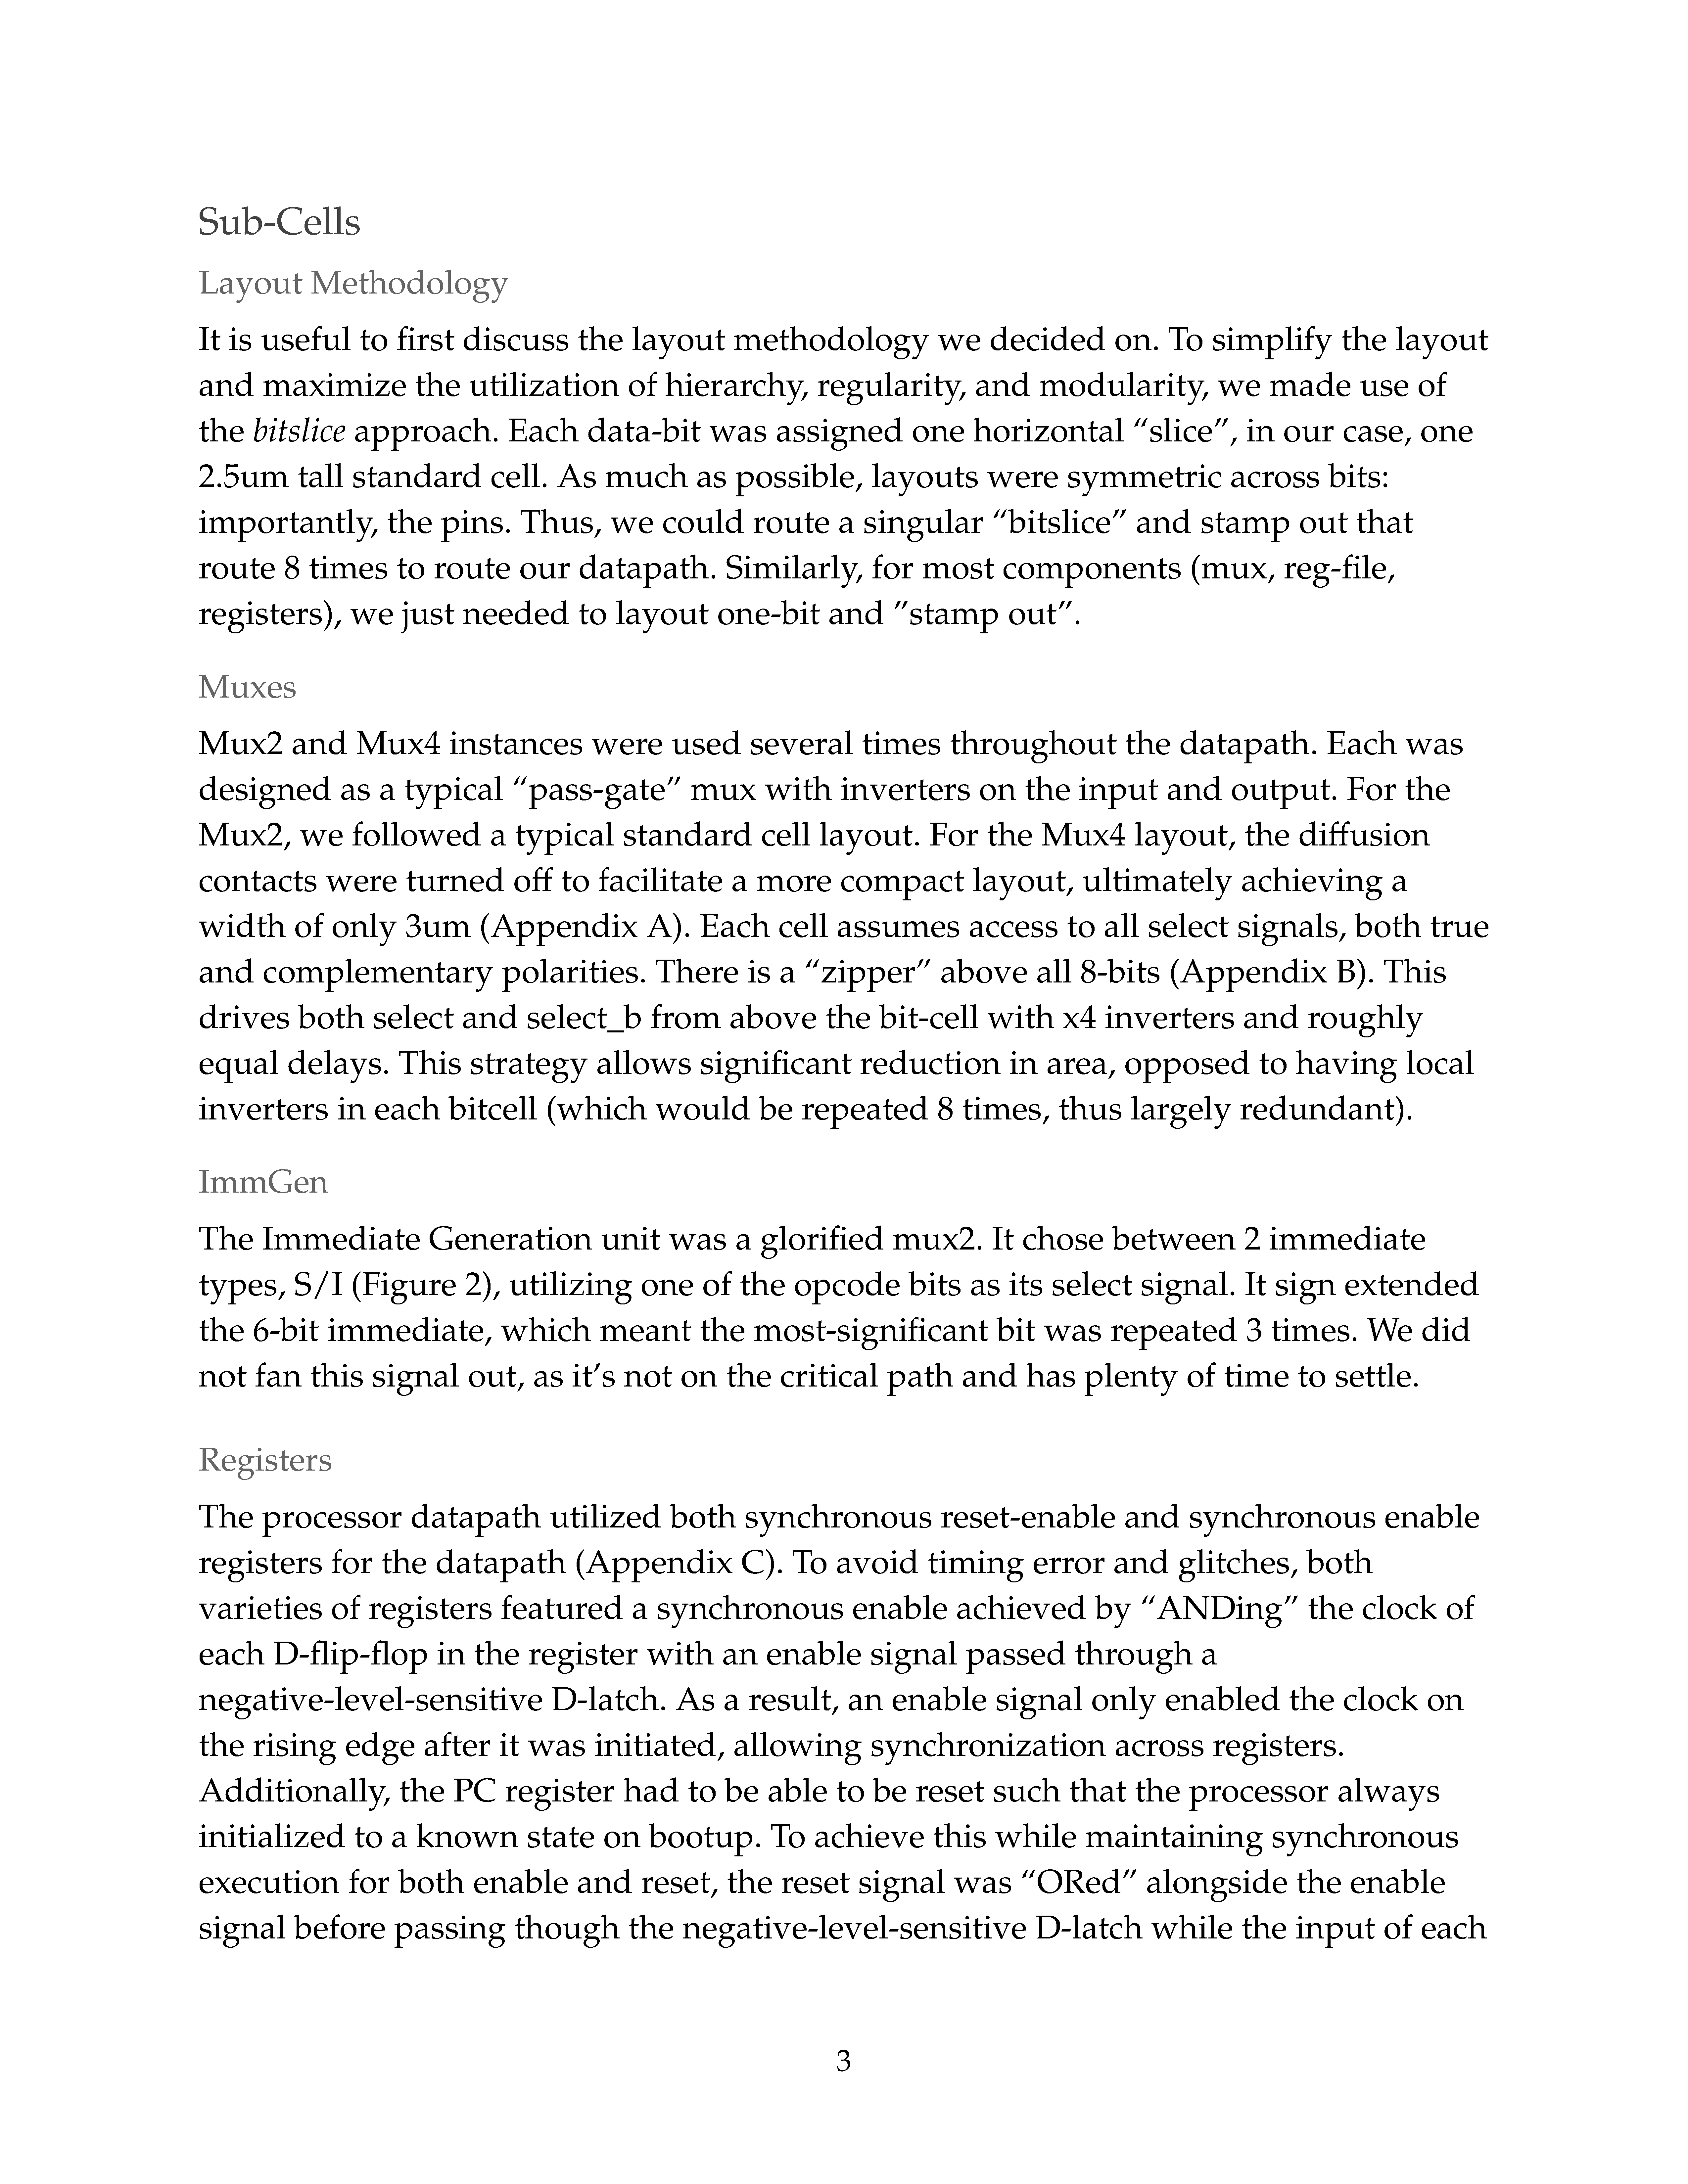 Sub-Cells
Layout Methodology
It is useful to first discuss the layout methodology we decided on. To simplify the layout
and maximize the utilization of hierarchy, regularity, and modularity, we made use of
the bitslice approach. Each data-bit was assigned one horizontal “slice”, in our case, one
2.5um tall standard cell. As much as possible, layouts were symmetric across bits:
importantly, the pins. Thus, we could route a singular “bitslice” and stamp out that
route 8 times to route our datapath. Similarly, for most components (mux, reg-file,
registers), we just needed to layout one-bit and ”stamp out”.
Muxes
Mux2 and Mux4 instances were used several times throughout the datapath. Each was
designed as a typical “pass-gate” mux with inverters on the input and output. For the
Mux2, we followed a typical standard cell layout. For the Mux4 layout, the diffusion
contacts were turned off to facilitate a more compact layout, ultimately achieving a
width of only 3um (Appendix A). Each cell assumes access to all select signals, both true
and complementary polarities. There is a “zipper” above all 8-bits (Appendix B). This
drives both select and select_b from above the bit-cell with x4 inverters and roughly
equal delays. This strategy allows significant reduction in area, opposed to having local
inverters in each bitcell (which would be repeated 8 times, thus largely redundant).
ImmGen
The Immediate Generation unit was a glorified mux2. It chose between 2 immediate
types, S/I (Figure 2), utilizing one of the opcode bits as its select signal. It sign extended
the 6-bit immediate, which meant the most-significant bit was repeated 3 times. We did
not fan this signal out, as it’s not on the critical path and has plenty of time to settle.
Registers
The processor datapath utilized both synchronous reset-enable and synchronous enable
registers for the datapath (Appendix C). To avoid timing error and glitches, both
varieties of registers featured a synchronous enable achieved by “ANDing” the clock of
each D-flip-flop in the register with an enable signal passed through a
negative-level-sensitive D-latch. As a result, an enable signal only enabled the clock on
the rising edge after it was initiated, allowing synchronization across registers.
Additionally, the PC register had to be able to be reset such that the processor always
initialized to a known state on bootup. To achieve this while maintaining synchronous
execution for both enable and reset, the reset signal was “ORed” alongside the enable
signal before passing though the negative-level-sensitive D-latch while the input of each
3